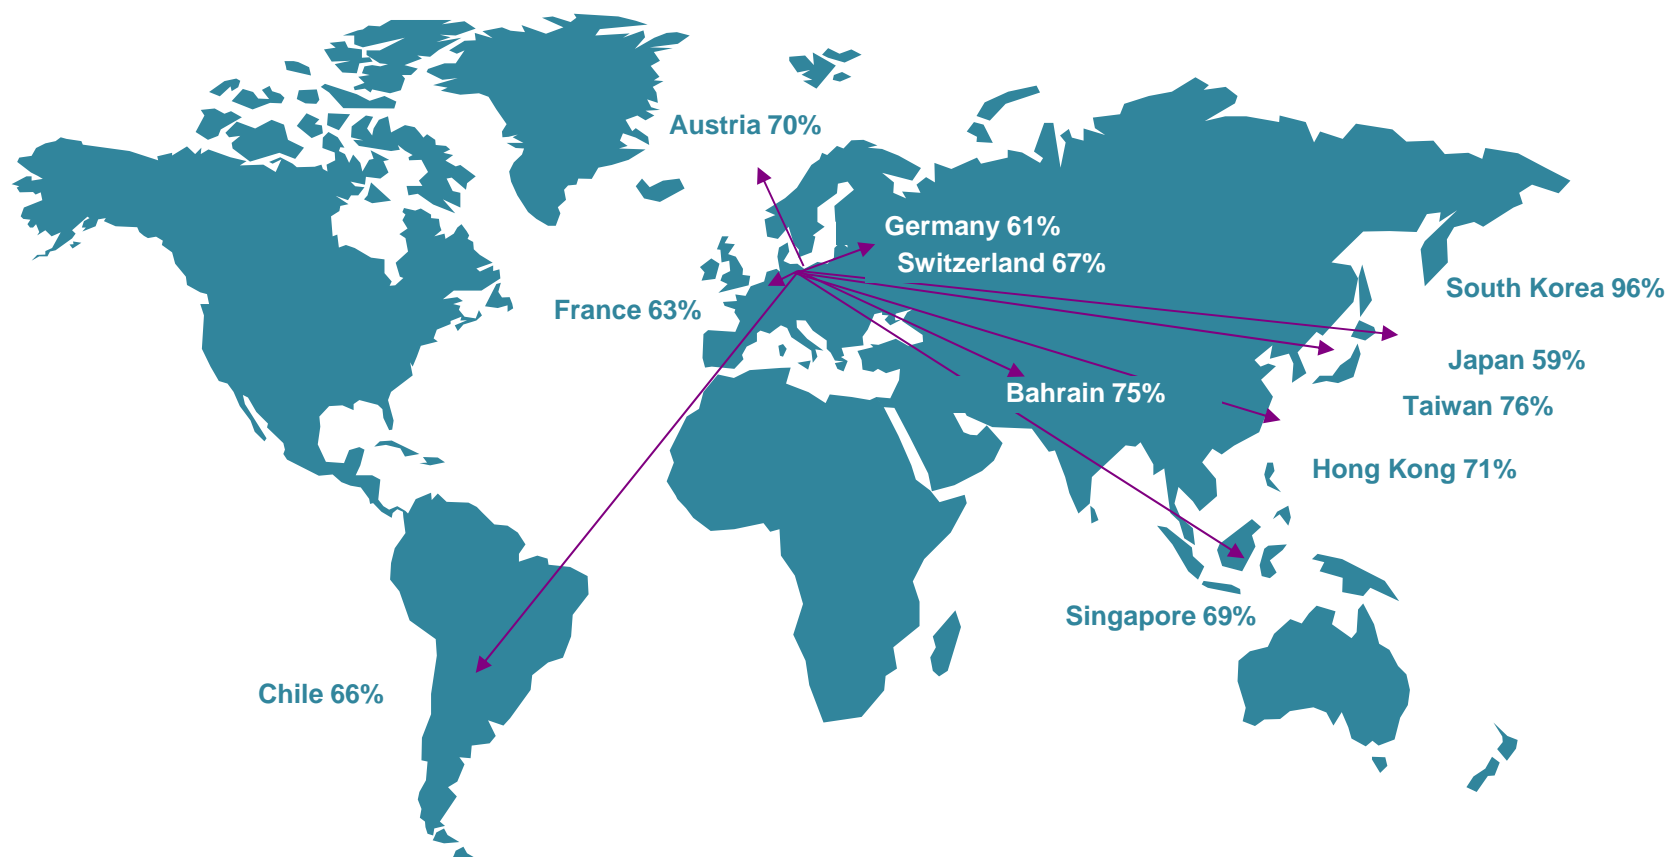 Austria 70%
Germany 61%
Switzerland 67%
South Korea 96%
France 63%
Japan 59%
Bahrain 75%
Taiwan 76%
Hong Kong 71%
Singapore 69%
Chile 66%